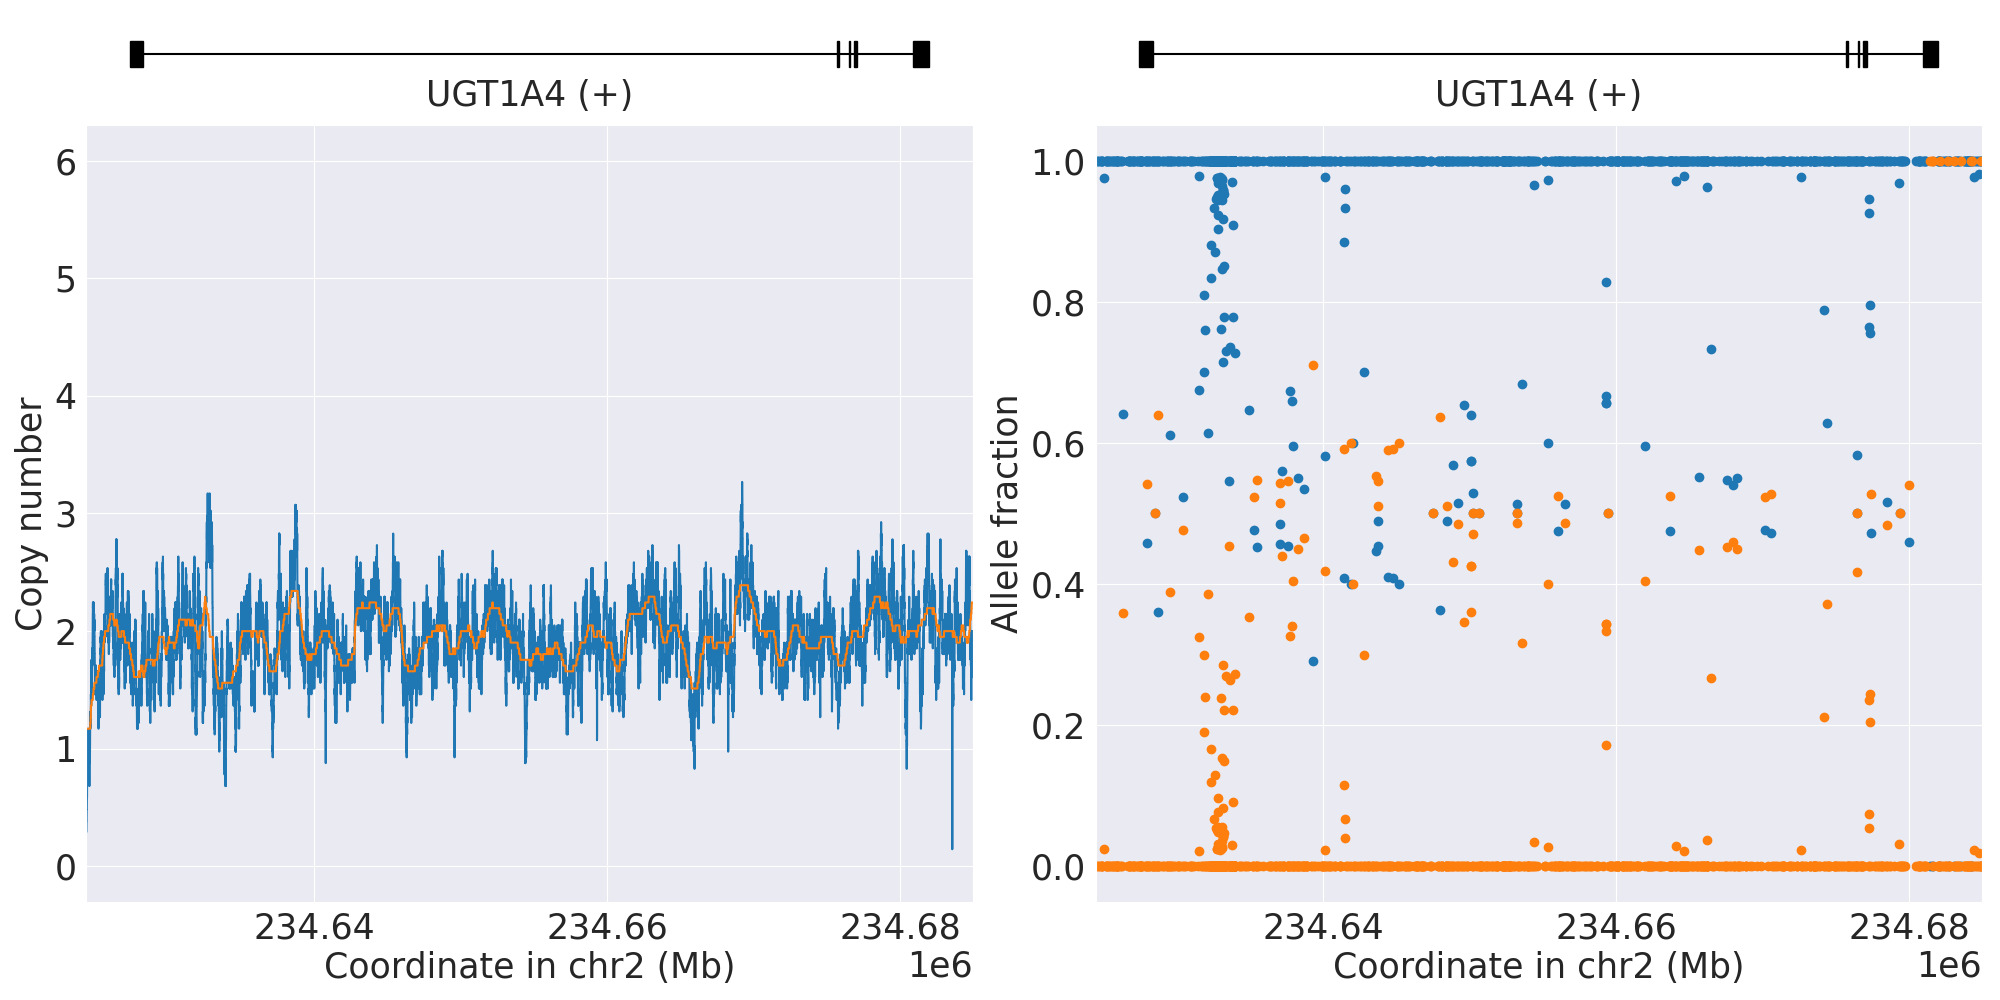 UGT1A4 (+)
6
5
4
3
2
1
0
Copy number
234.64
234.66
234.68
Coordinate in chr2 (Mb)
1e6
UGT1A4 (+)
1.0
0.8
0.6
0.4
0.2
0.0
Allele fraction
234.64
234.66
234.68
Coordinate in chr2 (Mb)
1e6